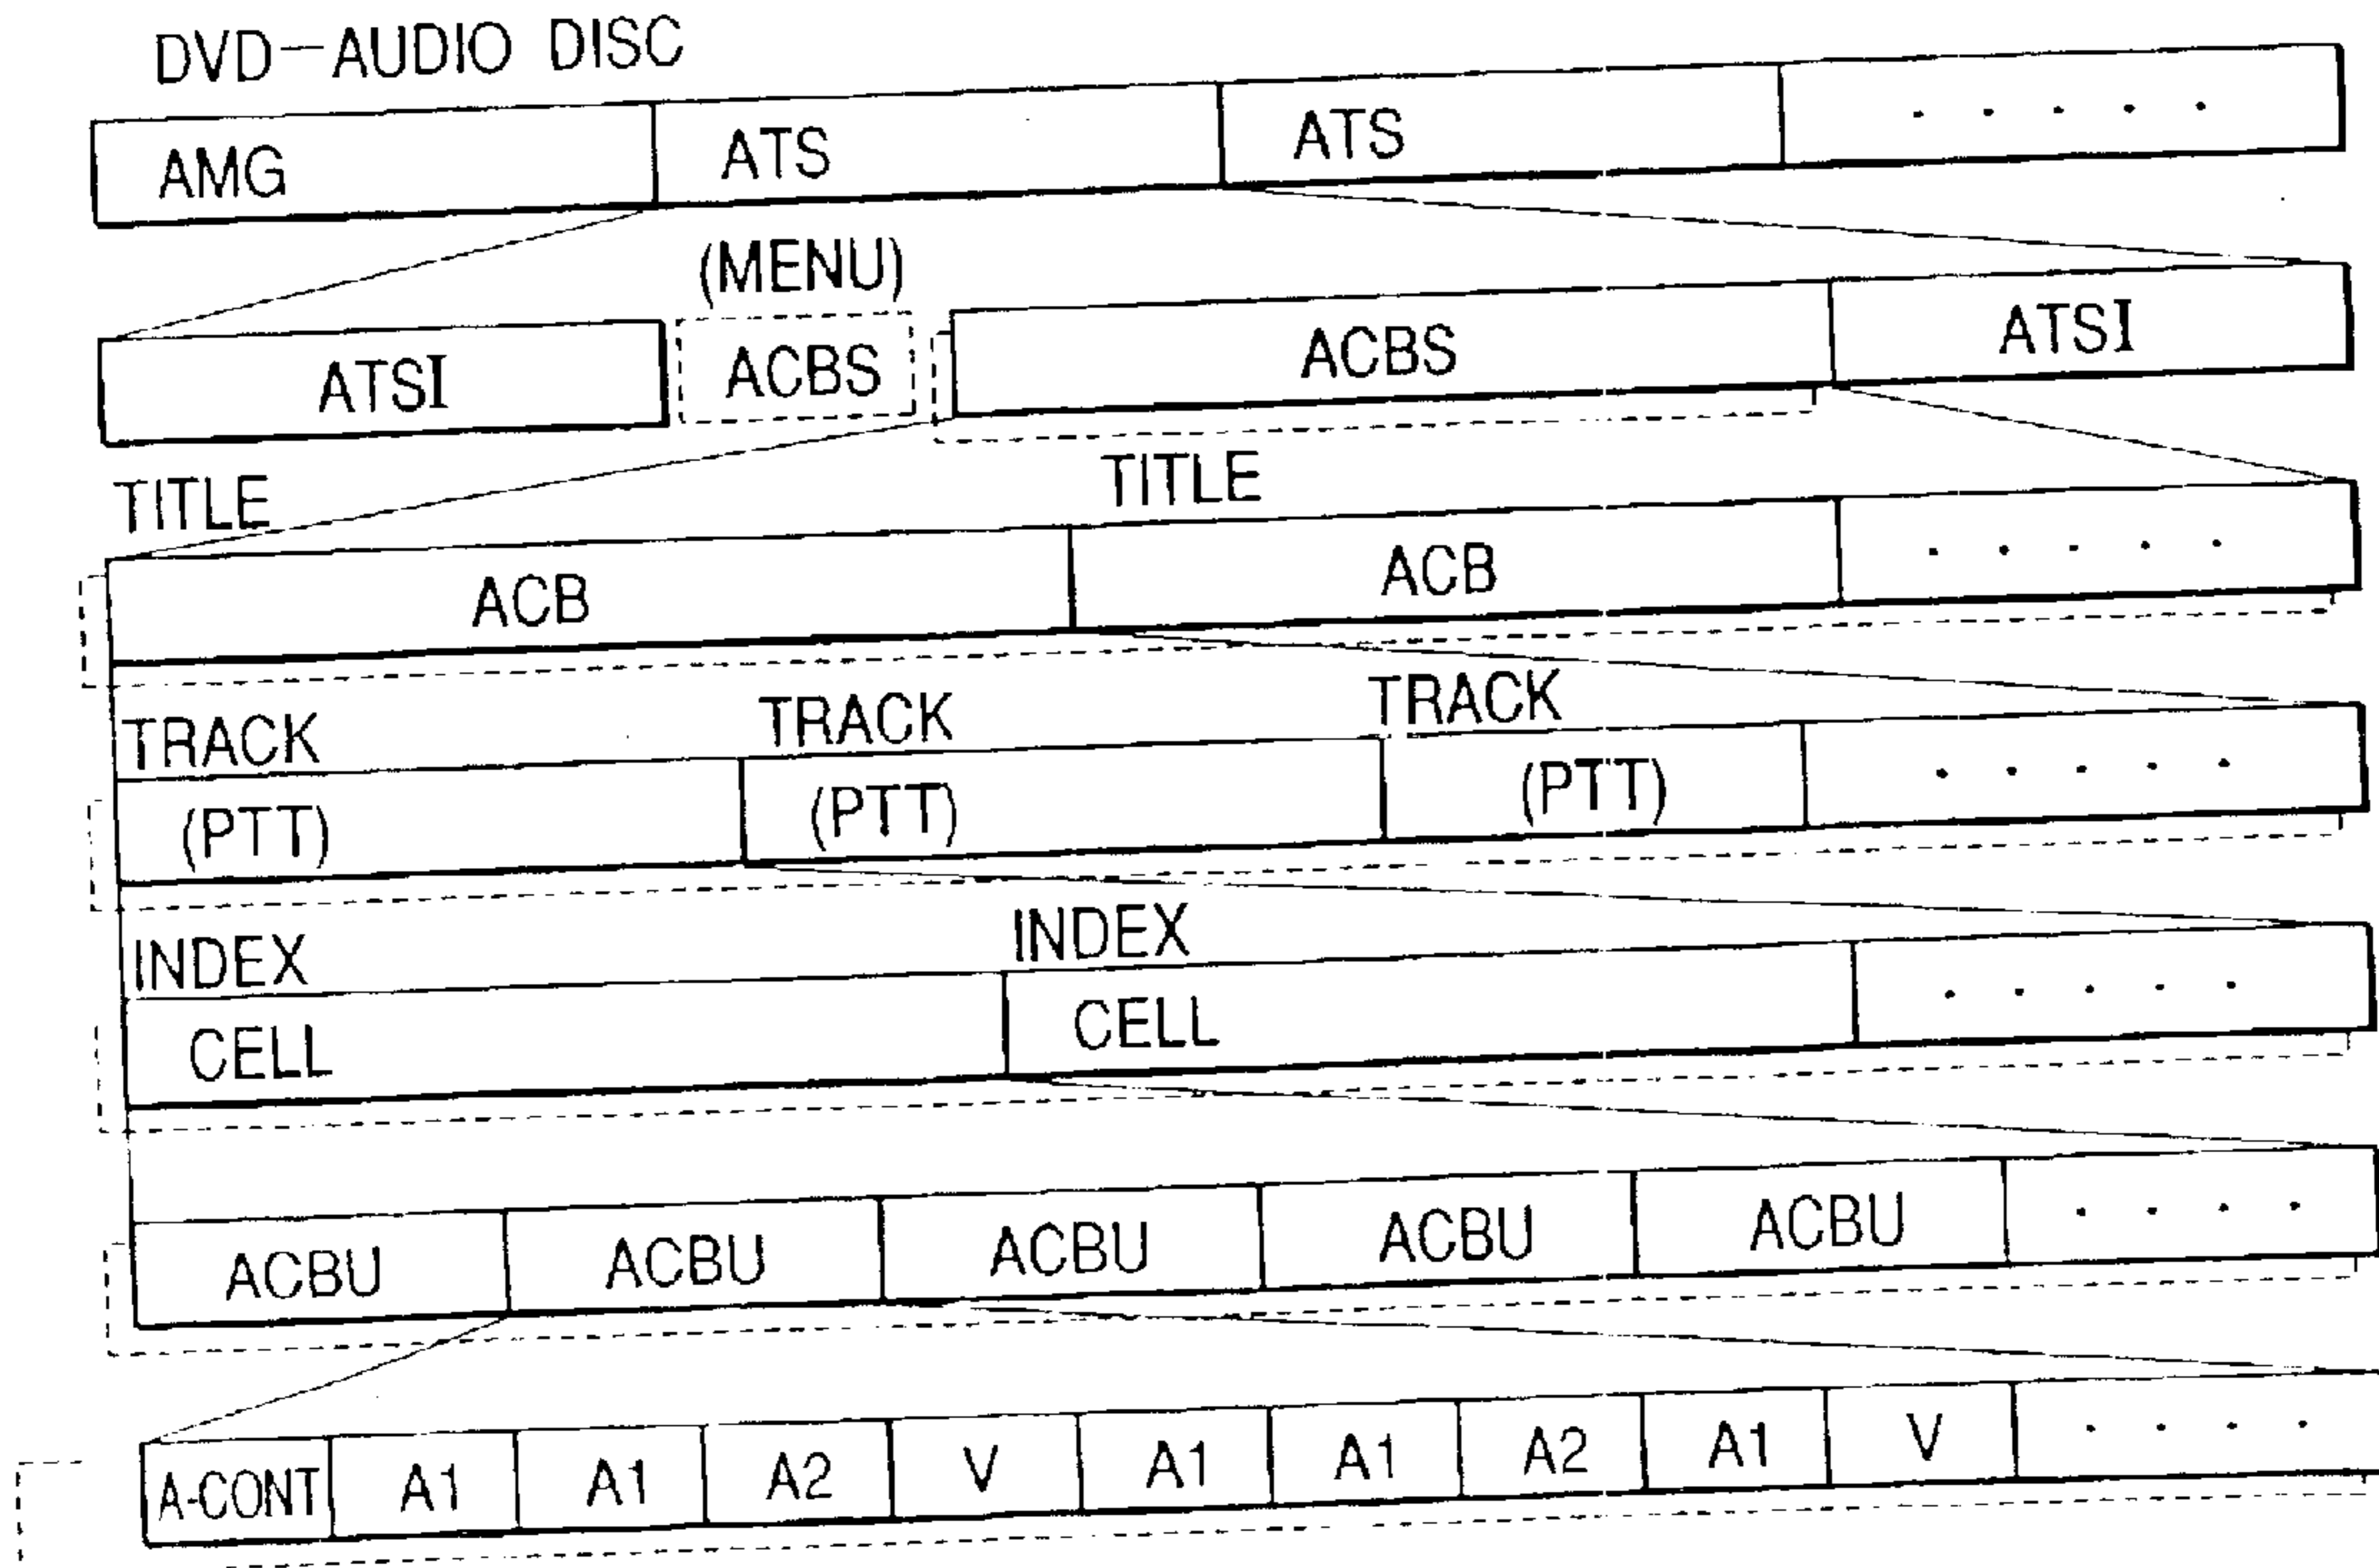 DVD-AUDIO DISC
AMG ATS ATS . . . . .
(MENU)
ATSI ACBS ACBS ATSI
TITLE TITLE
ACB ACB . . . . .
TRACK TRACK TRACK
(PTT) (PTT) (PTT) . . . . .
INDEX INDEX
CELL CELL . . . . .
ACBU ACBU ACBU ACBU ACBU . . . .
A-CONT A1 A1 A2 V A1 A1 A2 A1 V . . . .